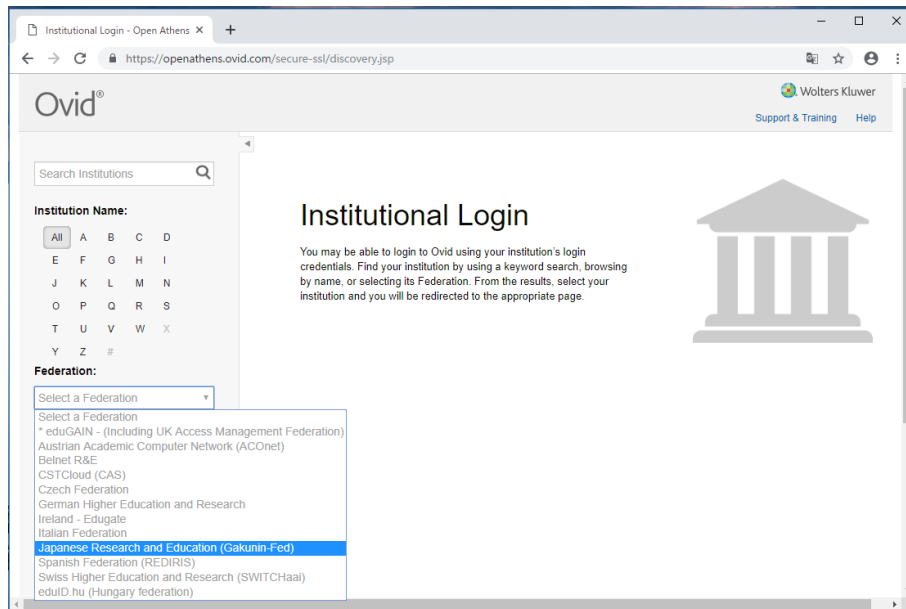 Institutional Login - Open Athens
https://openathens.ovid.com/secure-ssl/discovery.jsp
Ovid®
Wolters Kluwer
Support & Training Help
Search Institutions
Institution Name:
All A B C D
E F G H I
J K L M N
O P Q R S
T U V W X
Y Z #
Federation:
Select a Federation
Select a Federation
* eduGAIN - (Including UK Access Management Federation)
Austrian Academic Computer Network (ACOnet)
Belnet R&E
CSTCloud (CAS)
Czech Federation
German Higher Education and Research
Ireland - Edugate
Italian Federation
Japanese Research and Education (Gakunin-Fed)
Spanish Federation (REDIRIS)
Swiss Higher Education and Research (SWITCHaai)
eduID.hu (Hungary federation)
Institutional Login
You may be able to login to Ovid using your institution's login
credentials. Find your institution by using a keyword search, browsing
by name, or selecting its Federation. From the results, select your
institution and you will be redirected to the appropriate page.